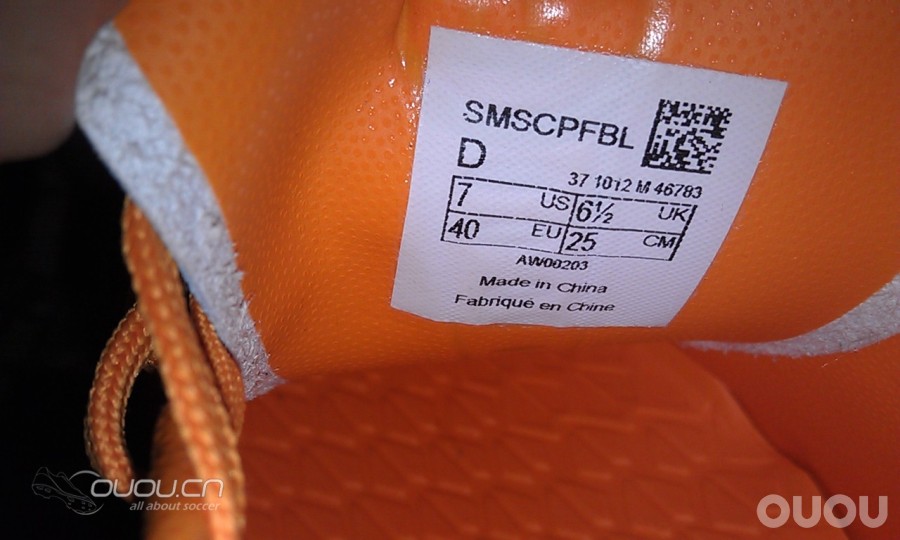 SMSCPFBL
D
37 1012 M 46783
7 US 6½ UK
40 EU 25 CM
AW00203
Made in China
Fabriqué en Chine
OUOU.CN
all about soccer
OUOU